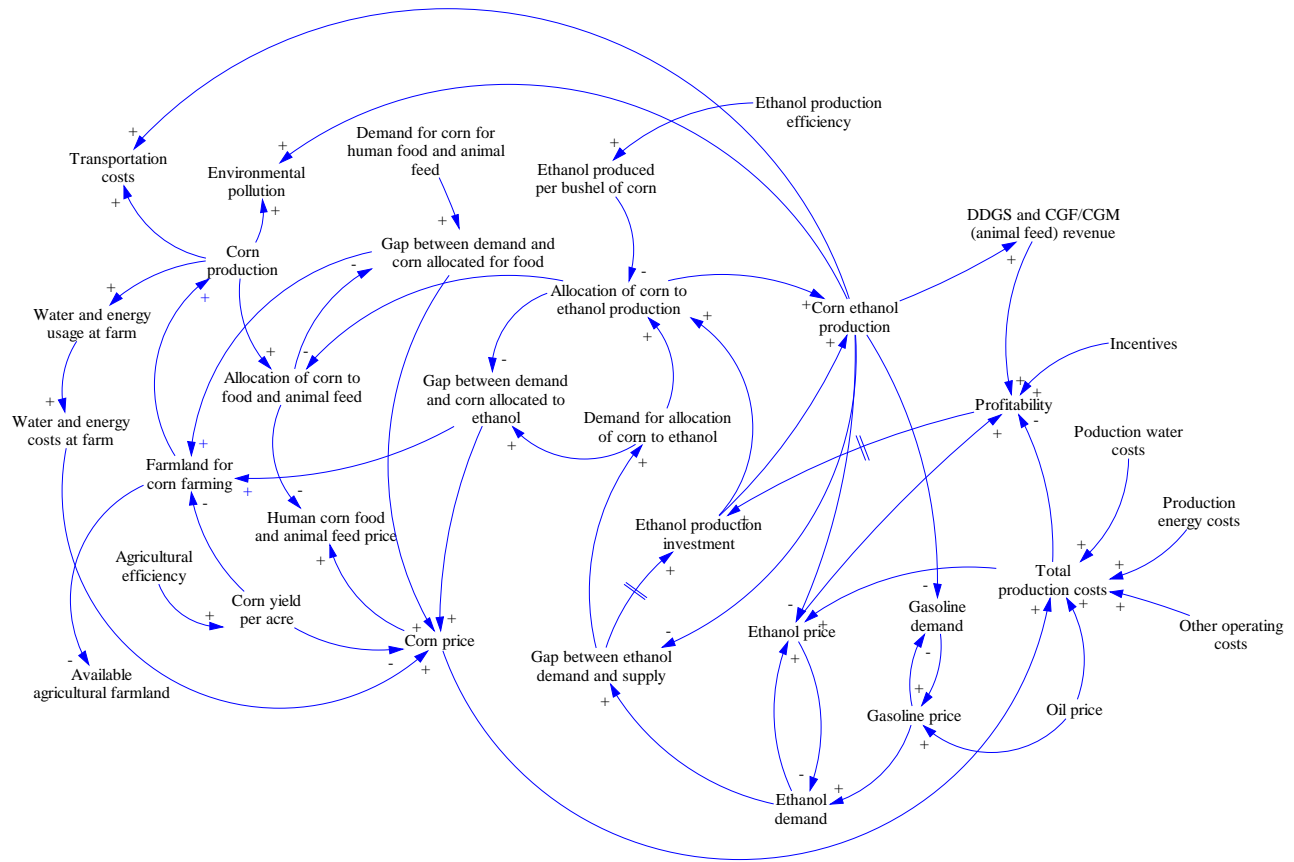 Ethanol production
efficiency
Demand for corn for
human food and animal
feed
Transportation
costs
Environmental
pollution
Ethanol produced
per bushel of corn
DDGS and CGF/CGM
(animal feed) revenue
Gap between demand and
corn allocated for food
Corn
production
Allocation of corn to
ethanol production
Corn ethanol
production
Water and energy
usage at farm
Incentives
Allocation of corn to
food and animal feed
Gap between demand
and corn allocated to
ethanol
Profitability
Water and energy
costs at farm
Demand for allocation
of corn to ethanol
Poduction water
costs
Farmland for
corn farming
Production
energy costs
Human corn food
and animal feed price
Ethanol production
investment
Agricultural
efficiency
Total
production costs
Corn yield
per acre
Gasoline
demand
Ethanol price
Other operating
costs
Corn price
Gap between ethanol
demand and supply
Available
agricultural farmland
Gasoline price
Oil price
Ethanol
demand